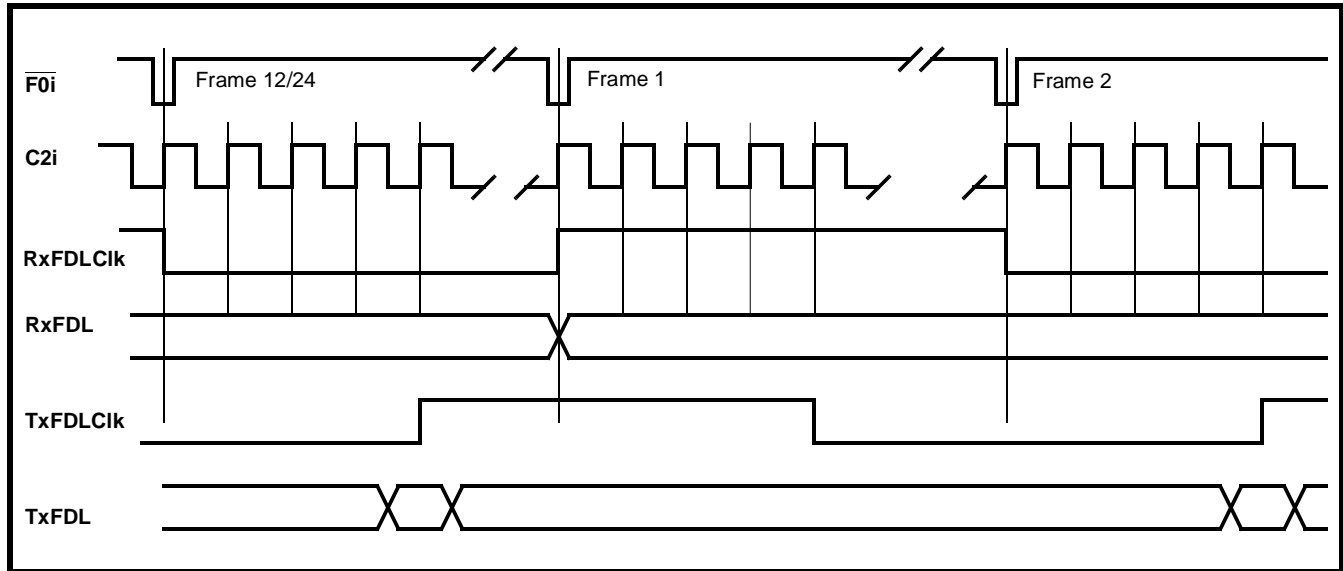 F0i
Frame 12/24
Frame 1
Frame 2
C2i
RxFDLClk
RxFDL
TxFDLClk
TxFDL